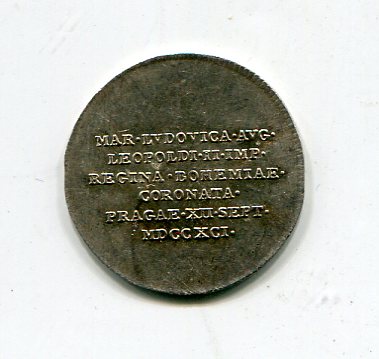 MAR·LVDOVICA·AVG·
LEOPOLDI·II·IMP·
REGINA·BOHEMIAE·
CORONATA·
PRAGAE·XII·SEPT·
MDCCXCI·